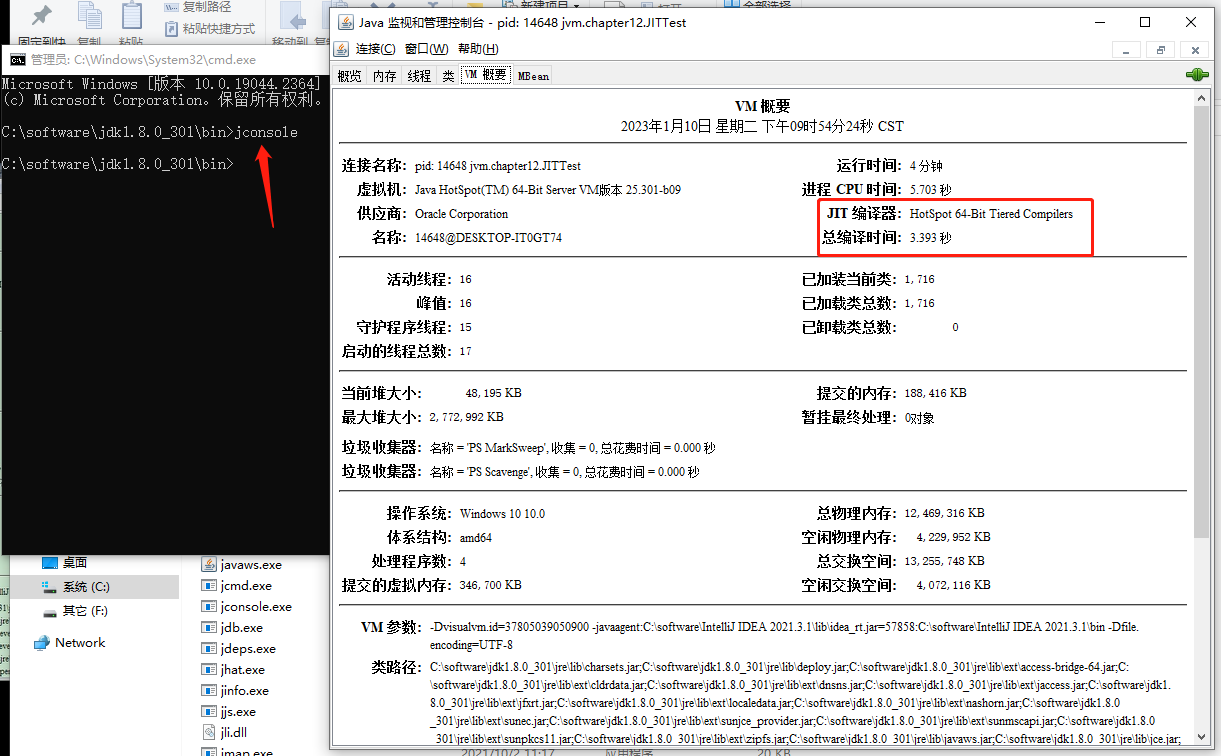 复制路径
粘贴快捷方式
固定到快
复制
粘贴
移动到
新建项目
打开
全部选择
管理员: C:\Windows\System32\cmd.exe
Microsoft Windows [版本 10.0.19044.2364]
(c) Microsoft Corporation。保留所有权利。
C:\software\jdk1.8.0_301\bin>jconsole
C:\software\jdk1.8.0_301\bin>
Java 监视和管理控制台 - pid: 14648 jvm.chapter12.JITTest
连接(C) 窗口(W) 帮助(H)
概览 内存 线程 类 VM 概要 MBean
VM 概要
2023年1月10日 星期二 下午09时54分24秒 CST
连接名称: pid: 14648 jvm.chapter12.JITTest
虚拟机: Java HotSpot(TM) 64-Bit Server VM版本 25.301-b09
供应商: Oracle Corporation
名称: 14648@DESKTOP-IT0GT74
运行时间: 4 分钟
进程 CPU 时间: 5.703 秒
JIT 编译器: HotSpot 64-Bit Tiered Compilers
总编译时间: 3.393 秒
活动线程: 16
峰值: 16
守护程序线程: 15
启动的线程总数: 17
已加装当前类: 1,716
已加载类总数: 1,716
已卸载类总数: 0
当前堆大小: 48,195 KB
最大堆大小: 2,772,992 KB
提交的内存: 188,416 KB
暂挂最终处理: 0对象
垃圾收集器: 名称 = 'PS MarkSweep', 收集 = 0, 总花费时间 = 0.000 秒
垃圾收集器: 名称 = 'PS Scavenge', 收集 = 0, 总花费时间 = 0.000 秒
操作系统: Windows 10 10.0
体系结构: amd64
处理程序数: 4
提交的虚拟内存: 346,700 KB
总物理内存: 12,469,316 KB
空闲物理内存: 4,229,952 KB
总交换空间: 13,255,748 KB
空闲交换空间: 4,072,116 KB
VM 参数: -Dvisualvm.id=37805039050900 -javaagent:C:\software\IntelliJ IDEA 2021.3.1\lib\idea_rt.jar=57858:C:\software\IntelliJ IDEA 2021.3.1\bin -Dfile.
encoding=UTF-8
类路径: C:\software\jdk1.8.0_301\jre\lib\charsets.jar;C:\software\jdk1.8.0_301\jre\lib\deploy.jar;C:\software\jdk1.8.0_301\jre\lib\ext\access-bridge-64.jar;C:
\software\jdk1.8.0_301\jre\lib\ext\cldrdata.jar;C:\software\jdk1.8.0_301\jre\lib\ext\dnsns.jar;C:\software\jdk1.8.0_301\jre\lib\ext\jaccess.jar;C:\software\jdk1.
8.0_301\jre\lib\ext\jfxrt.jar;C:\software\jdk1.8.0_301\jre\lib\ext\localedata.jar;C:\software\jdk1.8.0_301\jre\lib\ext\nashorn.jar;C:\software\jdk1.8.0
_301\jre\lib\ext\sunec.jar;C:\software\jdk1.8.0_301\jre\lib\ext\sunjce_provider.jar;C:\software\jdk1.8.0_301\jre\lib\ext\sunmscapi.jar;C:\software\jdk1.8.0
_301\jre\lib\ext\sunpkcs11.jar;C:\software\jdk1.8.0_301\jre\lib\ext\zipfs.jar;C:\software\jdk1.8.0_301\jre\lib\javaws.jar;C:\software\jdk1.8.0_301\jre\lib\jce.jar;
桌面
系统 (C:)
其它 (F:)
Network
javaws.exe
jcmd.exe
jconsole.exe
jdb.exe
jdeps.exe
jhat.exe
jinfo.exe
jjs.exe
jli.dll
jmap.exe
2021/10/2 11:17 应用程序 20 KB